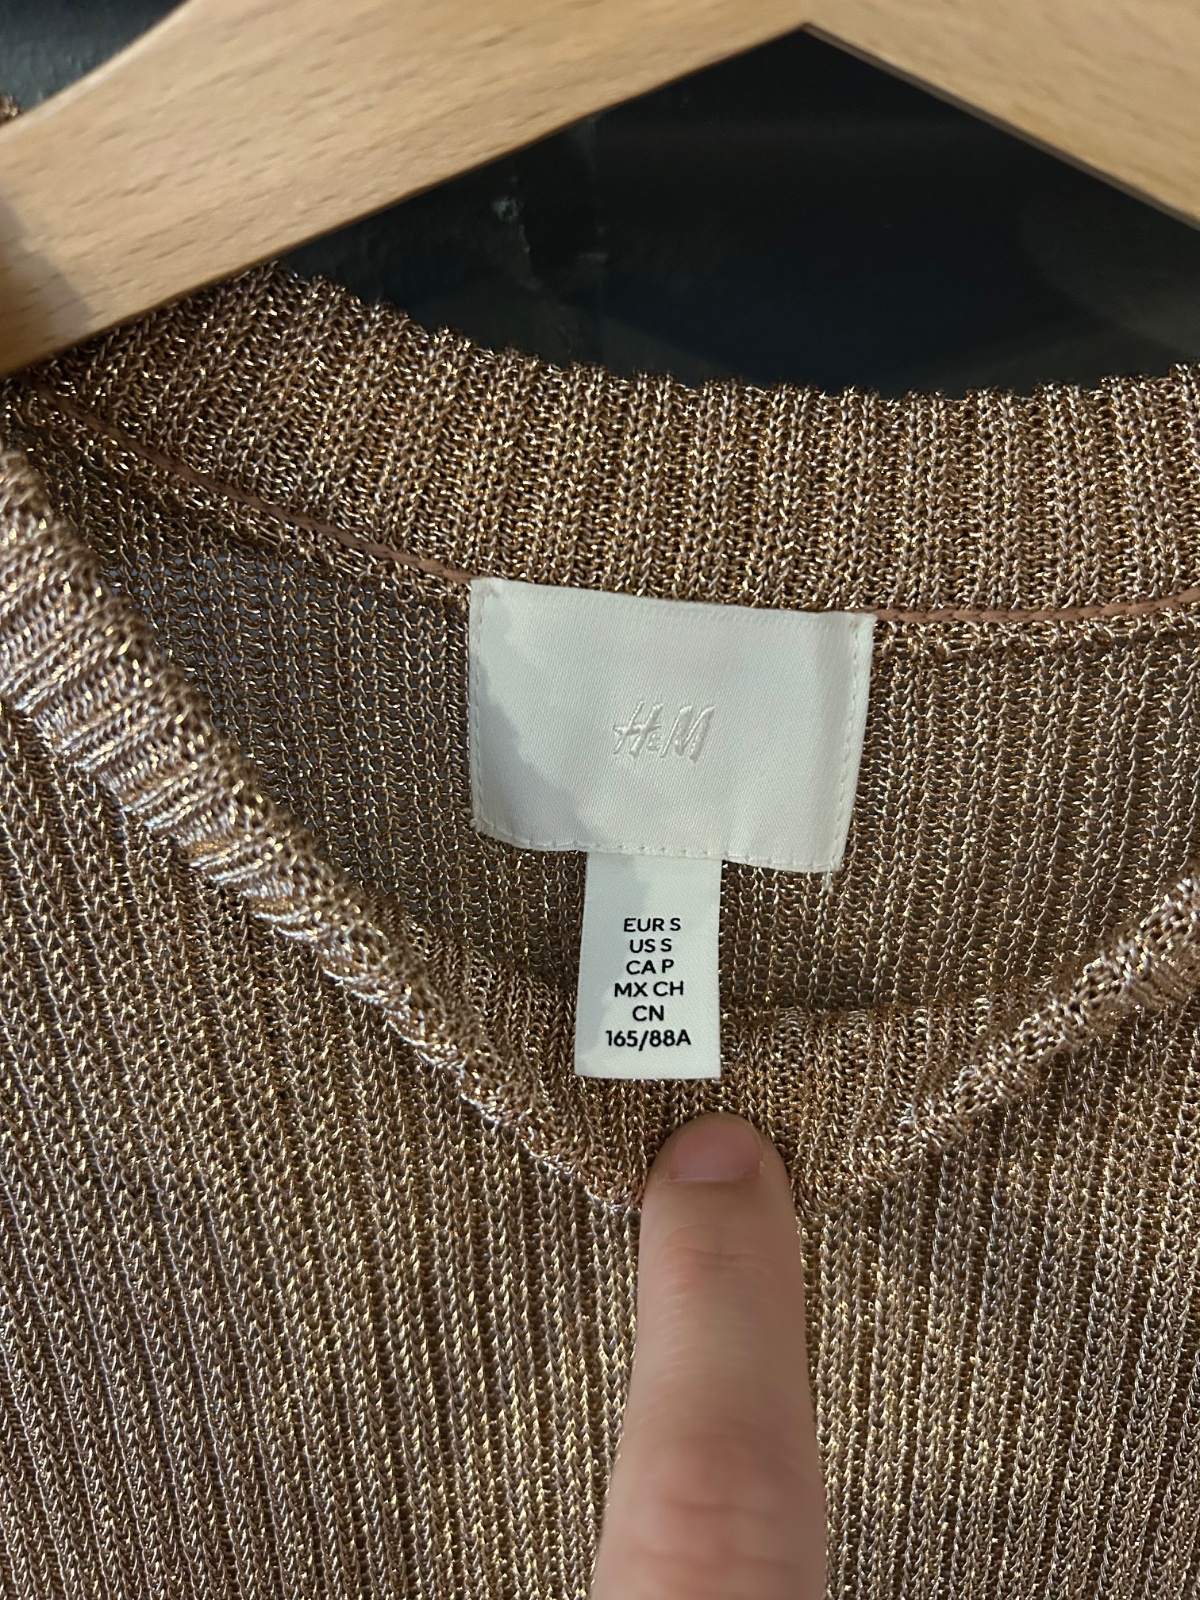 H&M
EUR S
US S
CA P
MX CH
CN
165/88A